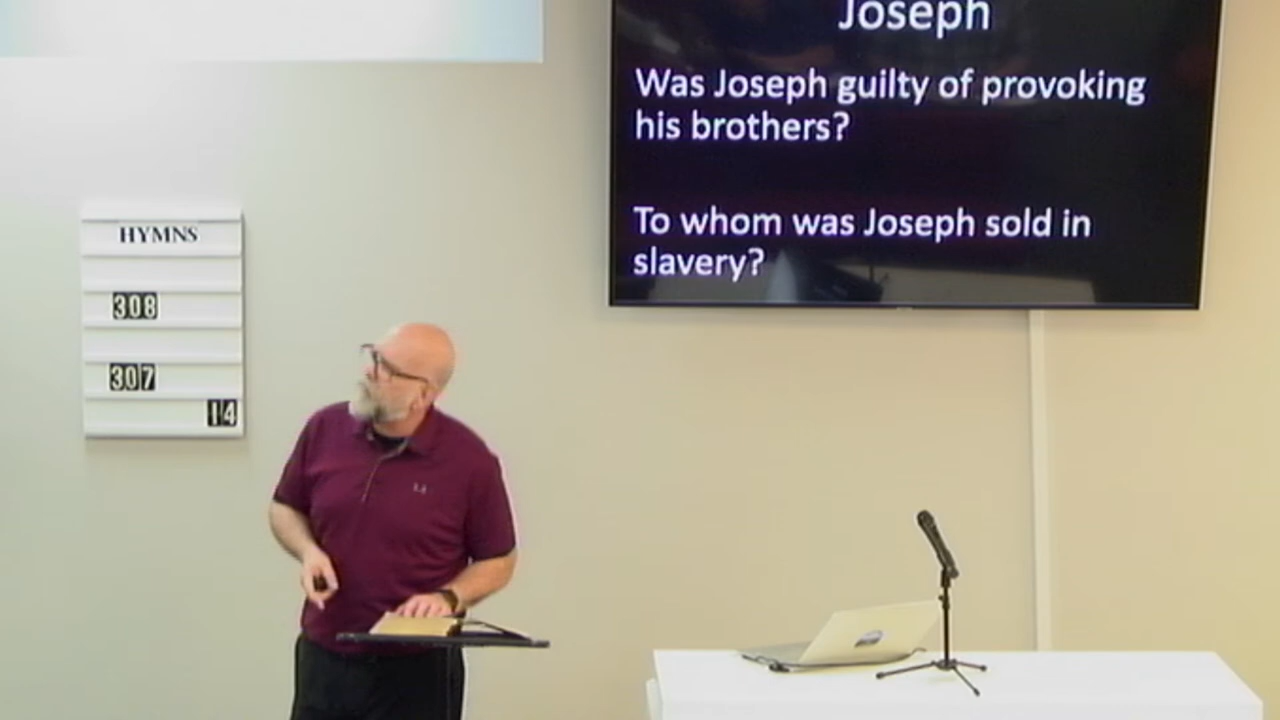 Joseph
Was Joseph guilty of provoking
his brothers?
To whom was Joseph sold in
slavery?
HYMNS
308
307
14